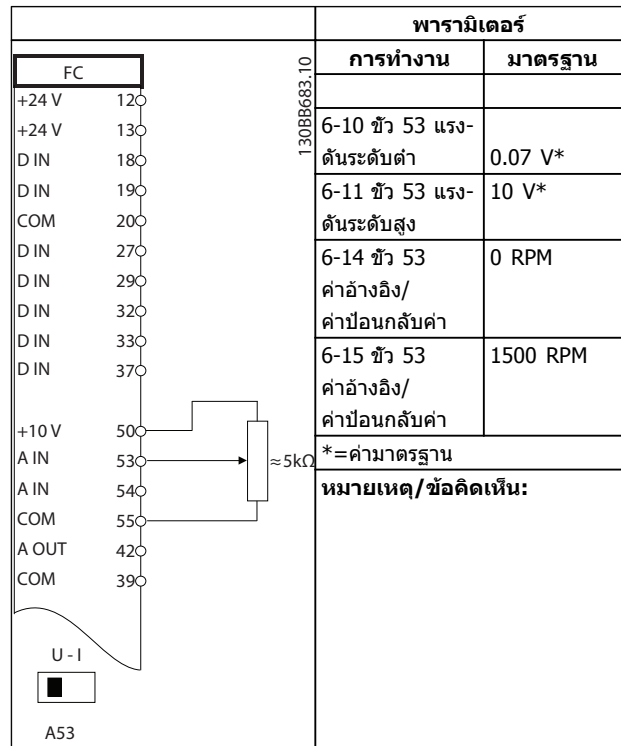 FC
+24 V 12
+24 V 13
D IN 18
D IN 19
COM 20
D IN 27
D IN 29
D IN 32
D IN 33
D IN 37
+10 V 50
A IN 53
A IN 54
COM 55
A OUT 42
COM 39
≈5kΩ
U - I
A53
130BB683.10
พารามิเตอร์
การทำงาน มาตรฐาน
6-10 ขั้ว 53 แรง-
ดันระดับต่ำ 0.07 V*
6-11 ขั้ว 53 แรง- 10 V*
ดันระดับสูง
6-14 ขั้ว 53 0 RPM
ค่าอ้างอิง/
ค่าป้อนกลับค่า
6-15 ขั้ว 53 1500 RPM
ค่าอ้างอิง/
ค่าป้อนกลับค่า
*=ค่ามาตรฐาน
หมายเหตุ/ข้อคิดเห็น: